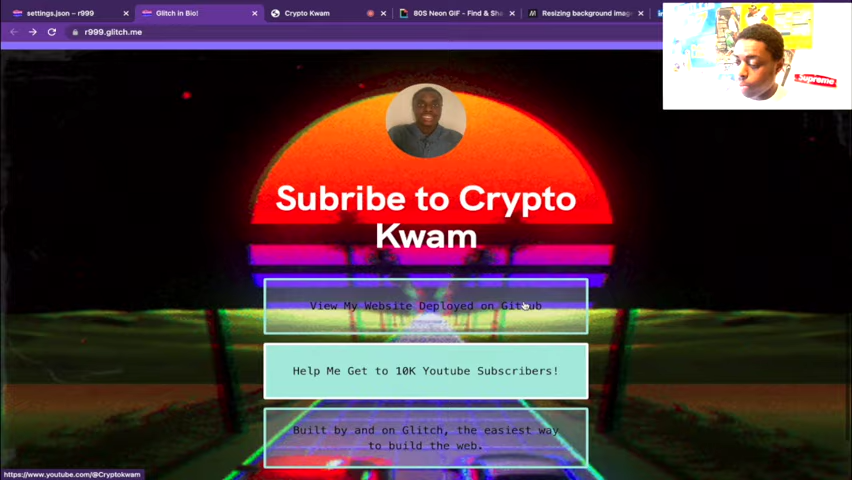 settings.json – r999
Glitch in Bio!
Crypto Kwam
80S Neon GIF - Find & Sha
Resizing background imag
r999.glitch.me
Supreme
Subribe to Crypto
Kwam
View My Website Deployed on Github
Help Me Get to 10K Youtube Subscribers!
Built by and on Glitch, the easiest way
to build the web.
https://www.youtube.com/@Cryptokwam